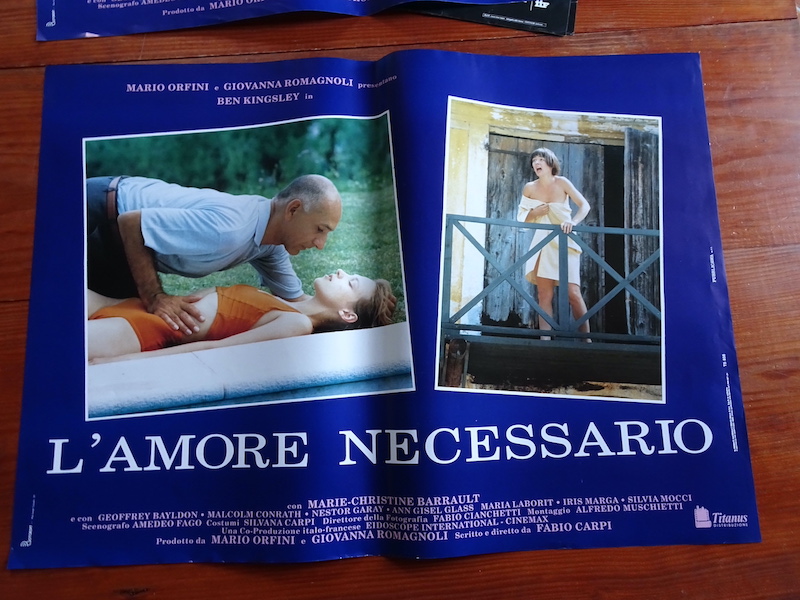 Scenografo AMEDEO
Prodotto da MARIO
MARIO ORFINI e GIOVANNA ROMAGNOLI presentano
BEN KINGSLEY in
L'AMORE NECESSARIO
con MARIE-CHRISTINE BARRAULT
e con GEOFFREY BAYLDON • MALCOLM CONRATH • NESTOR GARAY • ANN GISEL GLASS MARIA LABORIT • IRIS MARGA • SILVIA MOCCI
Scenografo AMEDEO FAGO Costumi SILVANA CARPI Direttore della Fotografia FABIO CIANCHETTI Montaggio ALFREDO MUSCHIETTI
Una Co-Produzione italo-francese EIDOSCOPE INTERNATIONAL - CINEMAX
Prodotto da MARIO ORFINI e GIOVANNA ROMAGNOLI Scritto e diretto da FABIO CARPI
Titanus
DISTRIBUZIONE